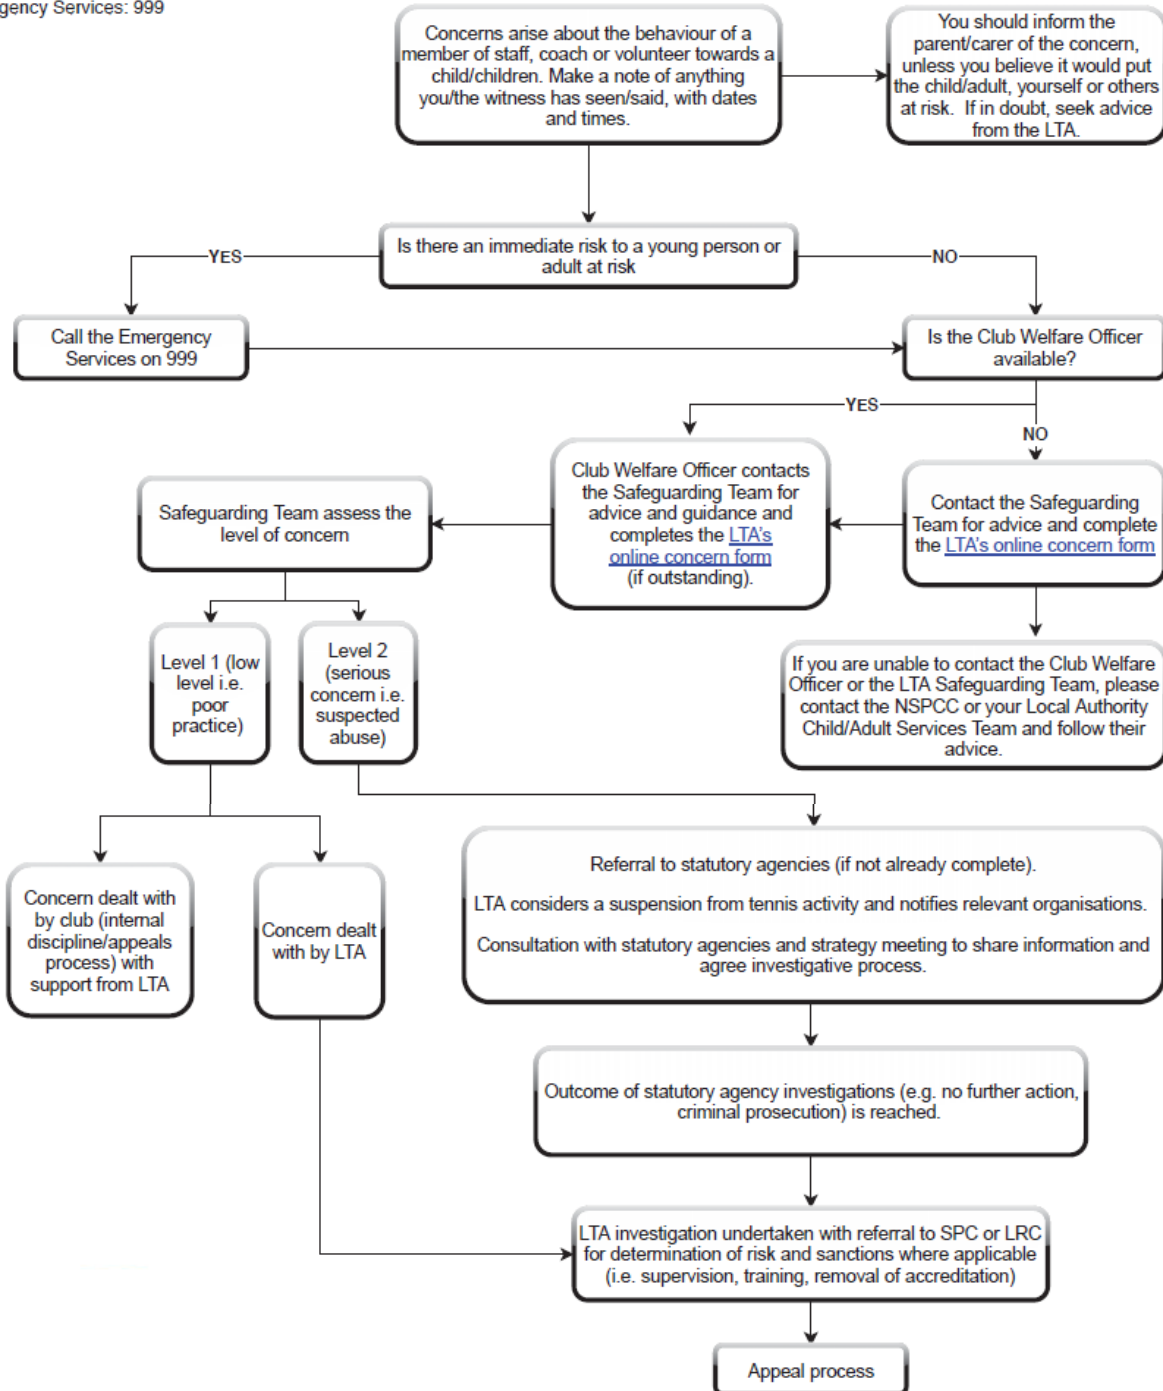 gency Services: 999
Concerns arise about the behaviour of a
member of staff, coach or volunteer towards a
child/children. Make a note of anything
you/the witness has seen/said, with dates
and times.
You should inform the
parent/carer of the concern,
unless you believe it would put
the child/adult, yourself or others
at risk.  If in doubt, seek advice
from the LTA.
Is there an immediate risk to a young person or
adult at risk
YES
NO
Call the Emergency
Services on 999
Is the Club Welfare Officer
available?
YES
NO
Club Welfare Officer contacts
the Safeguarding Team for
advice and guidance and
completes the LTA's
online concern form
(if outstanding).
Contact the Safeguarding
Team for advice and complete
the LTA's online concern form
Safeguarding Team assess the
level of concern
Level 1 (low
level i.e.
poor
practice)
Level 2
(serious
concern i.e.
suspected
abuse)
If you are unable to contact the Club Welfare
Officer or the LTA Safeguarding Team, please
contact the NSPCC or your Local Authority
Child/Adult Services Team and follow their
advice.
Concern dealt with
by club (internal
discipline/appeals
process) with
support from LTA
Concern dealt
with by LTA
Referral to statutory agencies (if not already complete).
LTA considers a suspension from tennis activity and notifies relevant organisations.
Consultation with statutory agencies and strategy meeting to share information and
agree investigative process.
Outcome of statutory agency investigations (e.g. no further action,
criminal prosecution) is reached.
LTA investigation undertaken with referral to SPC or LRC
for determination of risk and sanctions where applicable
(i.e. supervision, training, removal of accreditation)
Appeal process